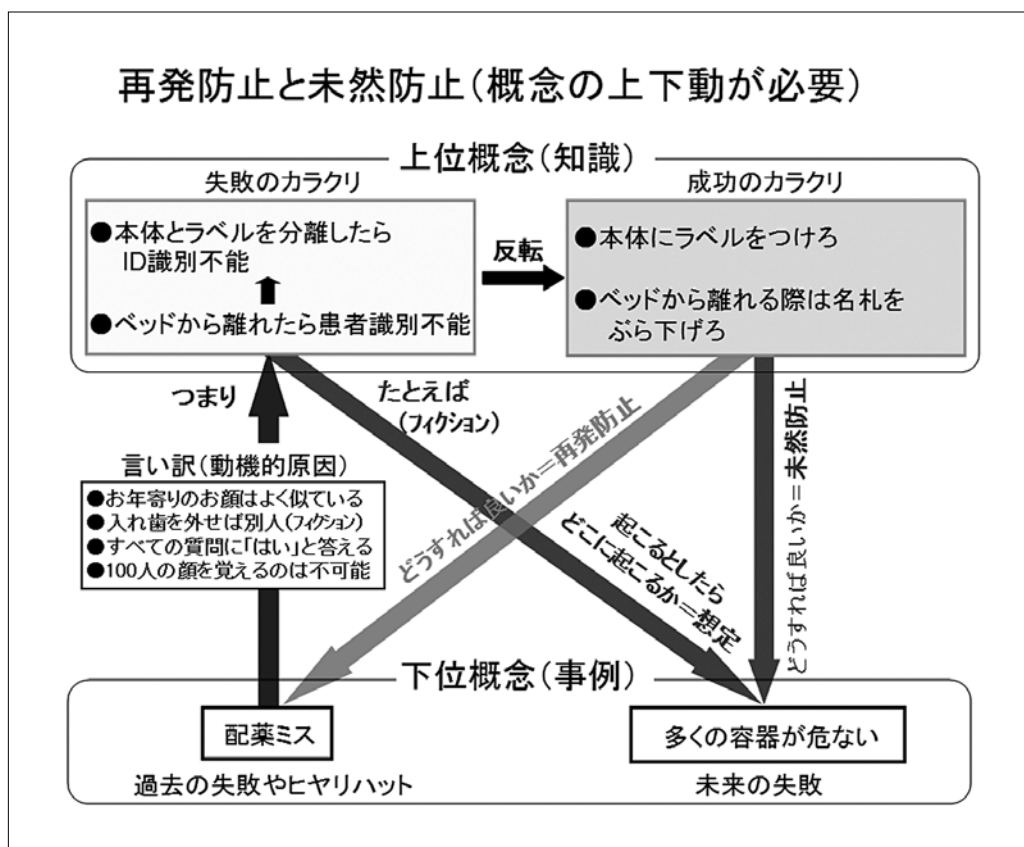 再発防止と未然防止（概念の上下動が必要）
上位概念（知識）
失敗のカラクリ
●本体とラベルを分離したら
ID識別不能
●ベッドから離れたら患者識別不能
反転
成功のカラクリ
●本体にラベルをつけろ
●ベッドから離れる際は名札を
ぶら下げろ
つまり
たとえば
（フィクション）
どうすれば良いか＝再発防止
どうすれば良いか＝未然防止
言い訳（動機的原因）
●お年寄りのお顔はよく似ている
●入れ歯を外せば別人（フィクション）
●すべての質問に「はい」と答える
●100人の顔を覚えるのは不可能
起こるとしたら
どこに起こるか＝想定
下位概念（事例）
配薬ミス
過去の失敗やヒヤリハット
多くの容器が危ない
未来の失敗